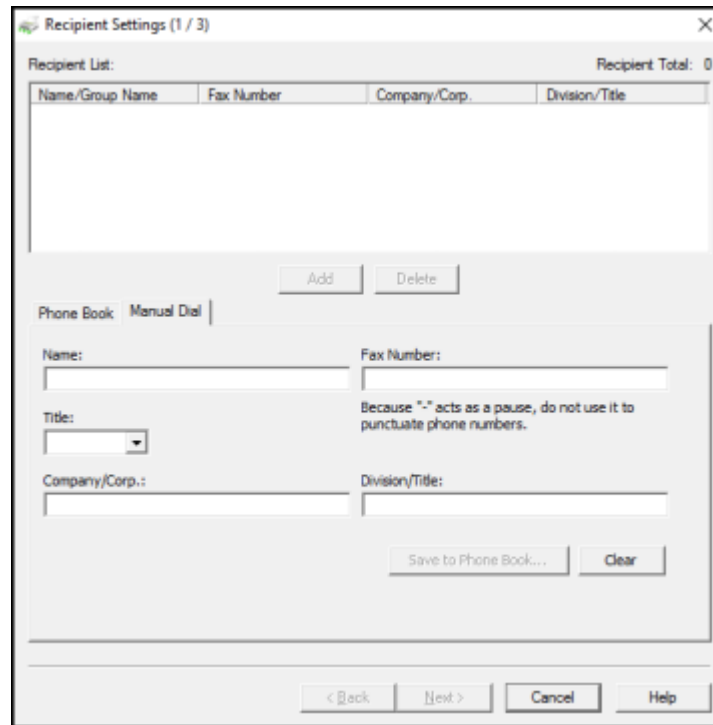 Recipient Settings (1 / 3)
Recipient List: Recipient Total: 0
Name/Group Name Fax Number Company/Corp. Division/Title
Add Delete
Phone Book Manual Dial
Name: Fax Number:
Because "-" acts as a pause, do not use it to
punctuate phone numbers.
Title:
Company/Corp.: Division/Title:
Save to Phone Book... Clear
< Back Next > Cancel Help